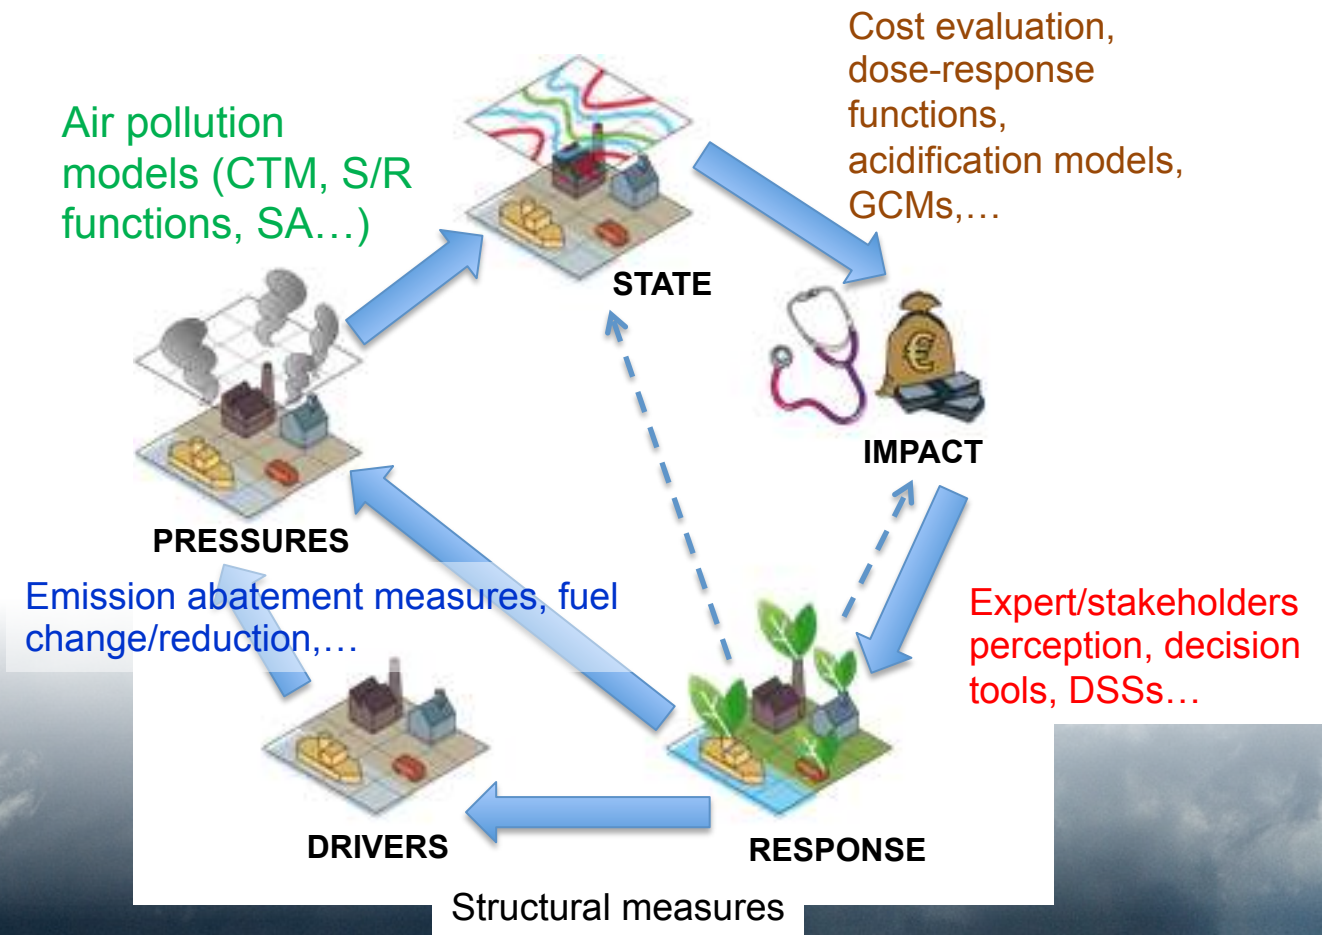 Cost evaluation,
dose-response
functions,
acidification models,
GCMs,…
Air pollution
models (CTM, S/R
functions, SA…)
STATE
€
IMPACT
PRESSURES
Emission abatement measures, fuel
change/reduction,…
Expert/stakeholders
perception, decision
tools, DSSs…
DRIVERS
RESPONSE
Structural measures